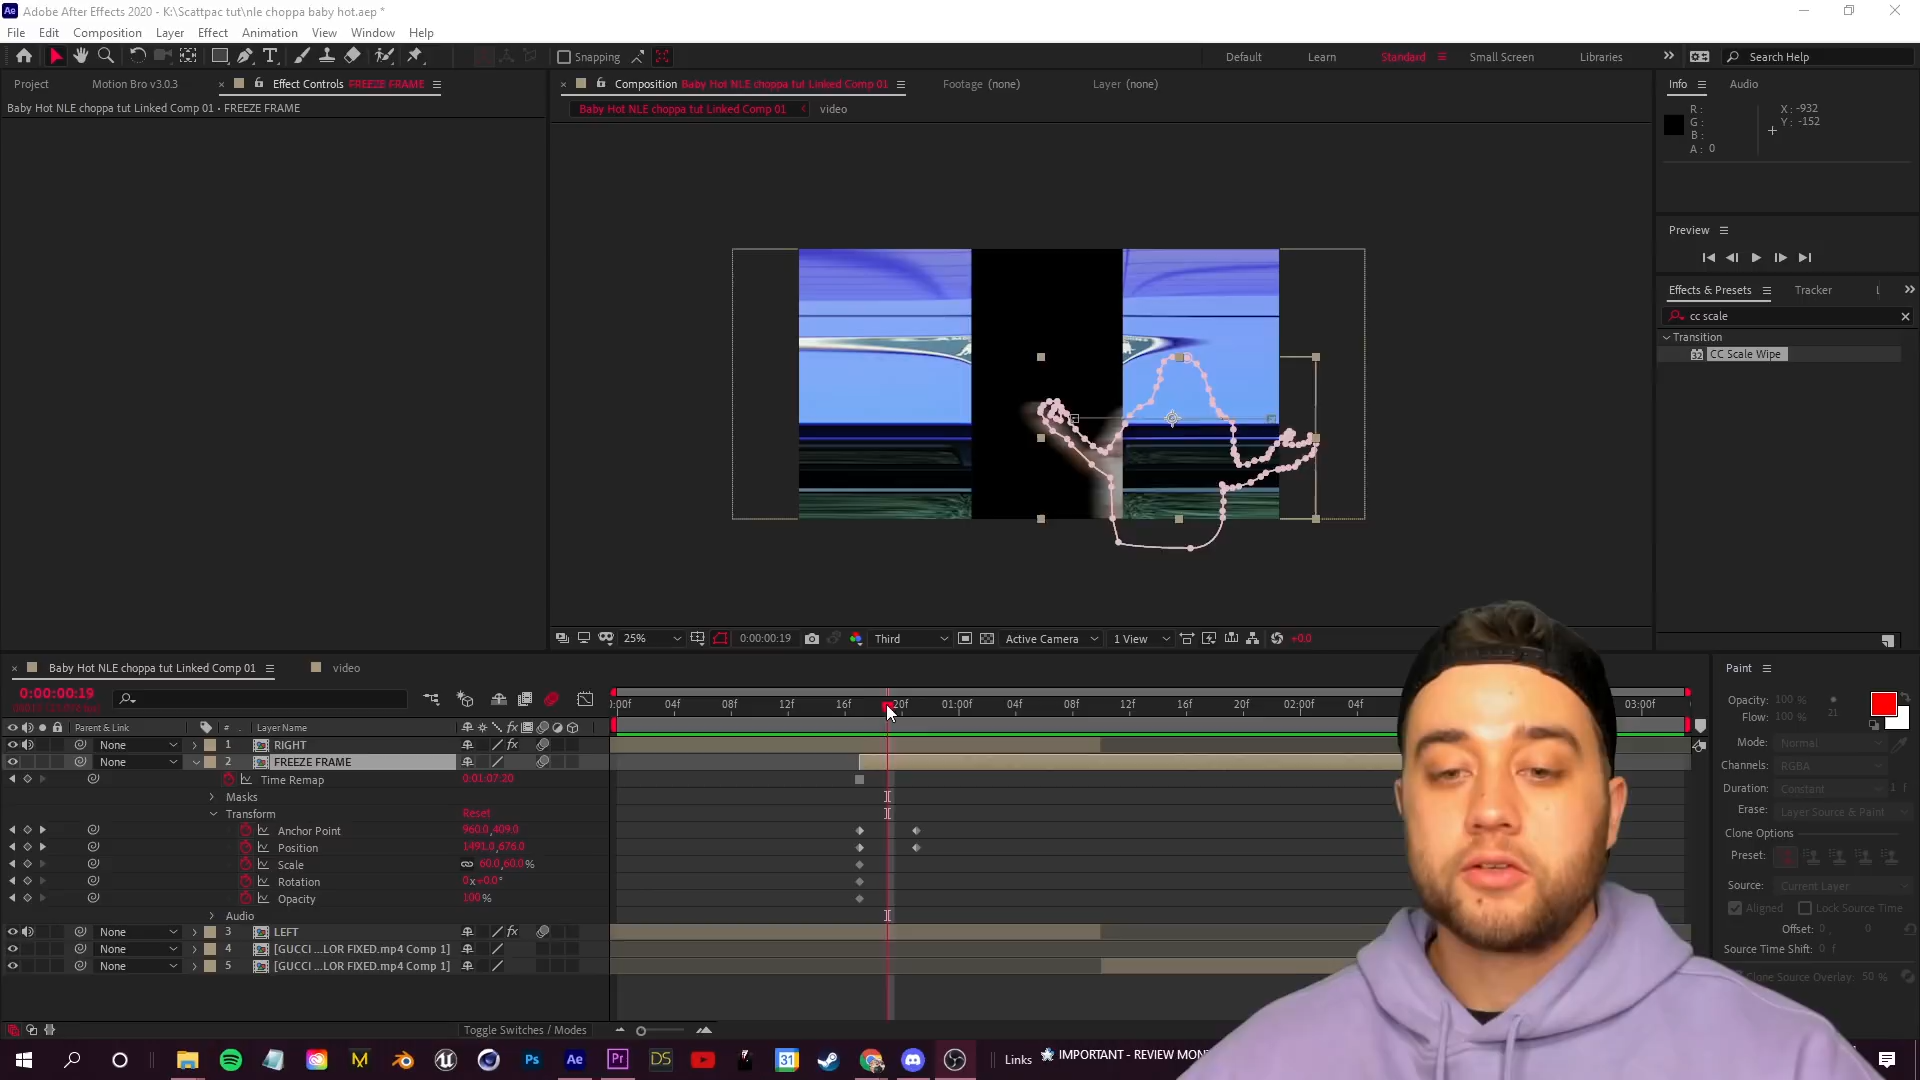 Adobe After Effects 2020 - K:\Scattpac tut\nle choppa baby hot.aep *
File Edit Composition Layer Effect Animation View Window Help
Snapping Default Learn Standard Small Screen Libraries Search Help
Project Motion Bro v3.0.3 Effect Controls FREEZE FRAME
Baby Hot NLE choppa tut Linked Comp 01 • FREEZE FRAME
Composition Baby Hot NLE choppa tut Linked Comp 01 Footage (none) Layer (none)
Baby Hot NLE choppa tut Linked Comp 01 video
Info Audio
R :
G :
B :
A : 0
X : -932
Y : -152
Preview
Effects & Presets Tracker
cc scale
Transition
32 CC Scale Wipe
25% 0:00:00:19 Third Active Camera 1 View +0.0
Baby Hot NLE choppa tut Linked Comp 01 video
0:00:00:19
Parent & Link # Layer Name
:00f 04f 08f 12f 16f 20f 01:00f 04f 08f 12f 16f 20f 02:00f 04f 03:00f
None 1 RIGHT
None 2 FREEZE FRAME
Time Remap 0:01:07:20
Masks
Transform Reset
Anchor Point 960.0,409.0
Position 1491.0,676.0
Scale 60.0,60.0%
Rotation 0x+0.0°
Opacity 100%
Audio
None 3 LEFT
None 4 [GUCCI ...LOR FIXED.mp4 Comp 1]
None 5 [GUCCI ...LOR FIXED.mp4 Comp 1]
Toggle Switches / Modes
Paint
Opacity: 100 %
Flow: 100 % 21
Mode: Normal
Channels: RGBA
Duration: Constant 1 f
Erase: Layer Source & Paint
Clone Options
Preset:
Source: Current Layer
Aligned Lock Source Time
Offset: 0 , 0
Source Time Shift: 0 f
Clone Source Overlay: 50 %
Ps Ae Pr DS 31
Links IMPORTANT - REVIEW MON